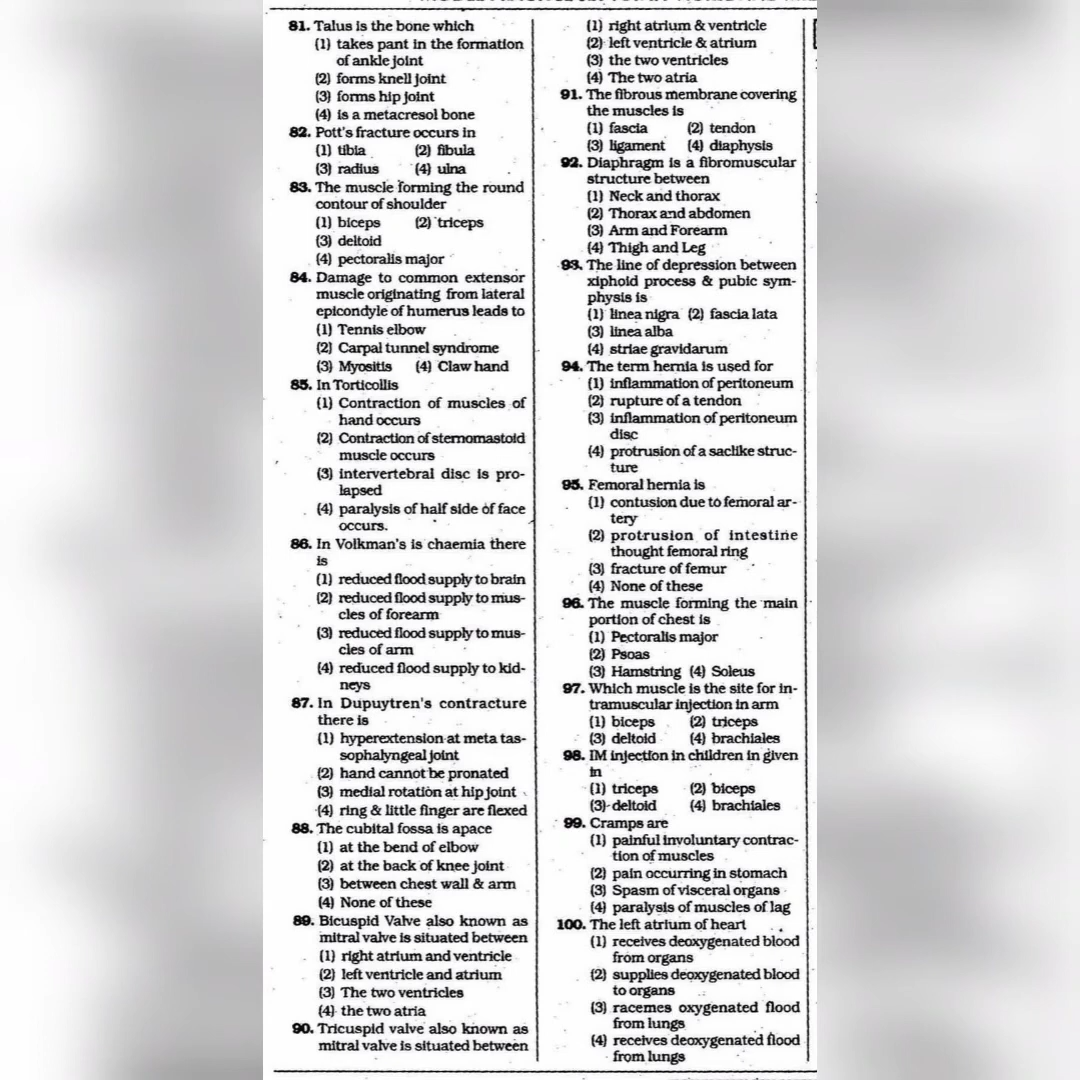 81. Talus is the bone which
(1) takes pant in the formation
of ankle joint
(2) forms knell joint
(3) forms hip joint
(4) is a metacresol bone
82. Pott's fracture occurs in
(1) tibia (2) fibula
(3) radius (4) ulna
83. The muscle forming the round
contour of shoulder
(1) biceps (2) triceps
(3) deltoid
(4) pectoralis major
84. Damage to common extensor
muscle originating from lateral
epicondyle of humerus leads to
(1) Tennis elbow
(2) Carpal tunnel syndrome
(3) Myositis (4) Claw hand
85. In Torticollis
(1) Contraction of muscles of
hand occurs
(2) Contraction of sternomastoid
muscle occurs
(3) intervertebral disc is pro-
lapsed
(4) paralysis of half side of face
occurs.
86. In Volkman's is chaemia there
is
(1) reduced flood supply to brain
(2) reduced flood supply to mus-
cles of forearm
(3) reduced flood supply to mus-
cles of arm
(4) reduced flood supply to kid-
neys
87. In Dupuytren's contracture
there is
(1) hyperextension at meta tas-
sophalyngeal joint
(2) hand cannot be pronated
(3) medial rotation at hip joint
(4) ring & little finger are flexed
88. The cubital fossa is apace
(1) at the bend of elbow
(2) at the back of knee joint
(3) between chest wall & arm
(4) None of these
89. Bicuspid Valve also known as
mitral valve is situated between
(1) right atrium and ventricle
(2) left ventricle and atrium
(3) The two ventricles
(4) the two atria
90. Tricuspid valve also known as
mitral valve is situated between
(1) right atrium & ventricle
(2) left ventricle & atrium
(3) the two ventricles
(4) The two atria
91. The fibrous membrane covering
the muscles is
(1) fascia (2) tendon
(3) ligament (4) diaphysis
92. Diaphragm is a fibromuscular
structure between
(1) Neck and thorax
(2) Thorax and abdomen
(3) Arm and Forearm
(4) Thigh and Leg
93. The line of depression between
xiphoid process & pubic sym-
physis is
(1) linea nigra (2) fascia lata
(3) linea alba
(4) striae gravidarum
94. The term hernia is used for
(1) inflammation of peritoneum
(2) rupture of a tendon
(3) inflammation of peritoneum
disc
(4) protrusion of a saclike struc-
ture
95. Femoral hernia is
(1) contusion due to femoral ar-
tery
(2) protrusion of intestine
thought femoral ring
(3) fracture of femur
(4) None of these
96. The muscle forming the main
portion of chest is
(1) Pectoralis major
(2) Psoas
(3) Hamstring (4) Soleus
97. Which muscle is the site for in-
tramuscular injection in arm
(1) biceps (2) triceps
(3) deltoid (4) brachiales
98. IM injection in children in given
in
(1) triceps (2) biceps
(3) deltoid (4) brachiales
99. Cramps are
(1) painful involuntary contrac-
tion of muscles
(2) pain occurring in stomach
(3) Spasm of visceral organs
(4) paralysis of muscles of lag
100. The left atrium of heart
(1) receives deoxygenated blood
from organs
(2) supplies deoxygenated blood
to organs
(3) racemes oxygenated flood
from lungs
(4) receives deoxygenated flood
from lungs